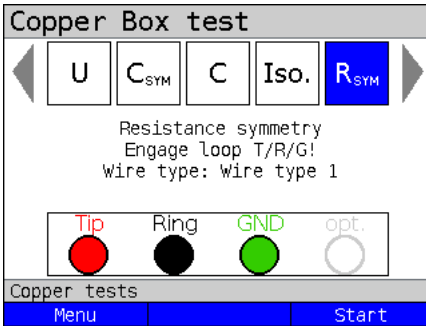 Copper Box test
U CSYM C Iso. RSYM
Resistance symmetry
Engage loop T/R/G!
Wire type: Wire type 1
Tip Ring GND opt.
Copper tests
Menu Start